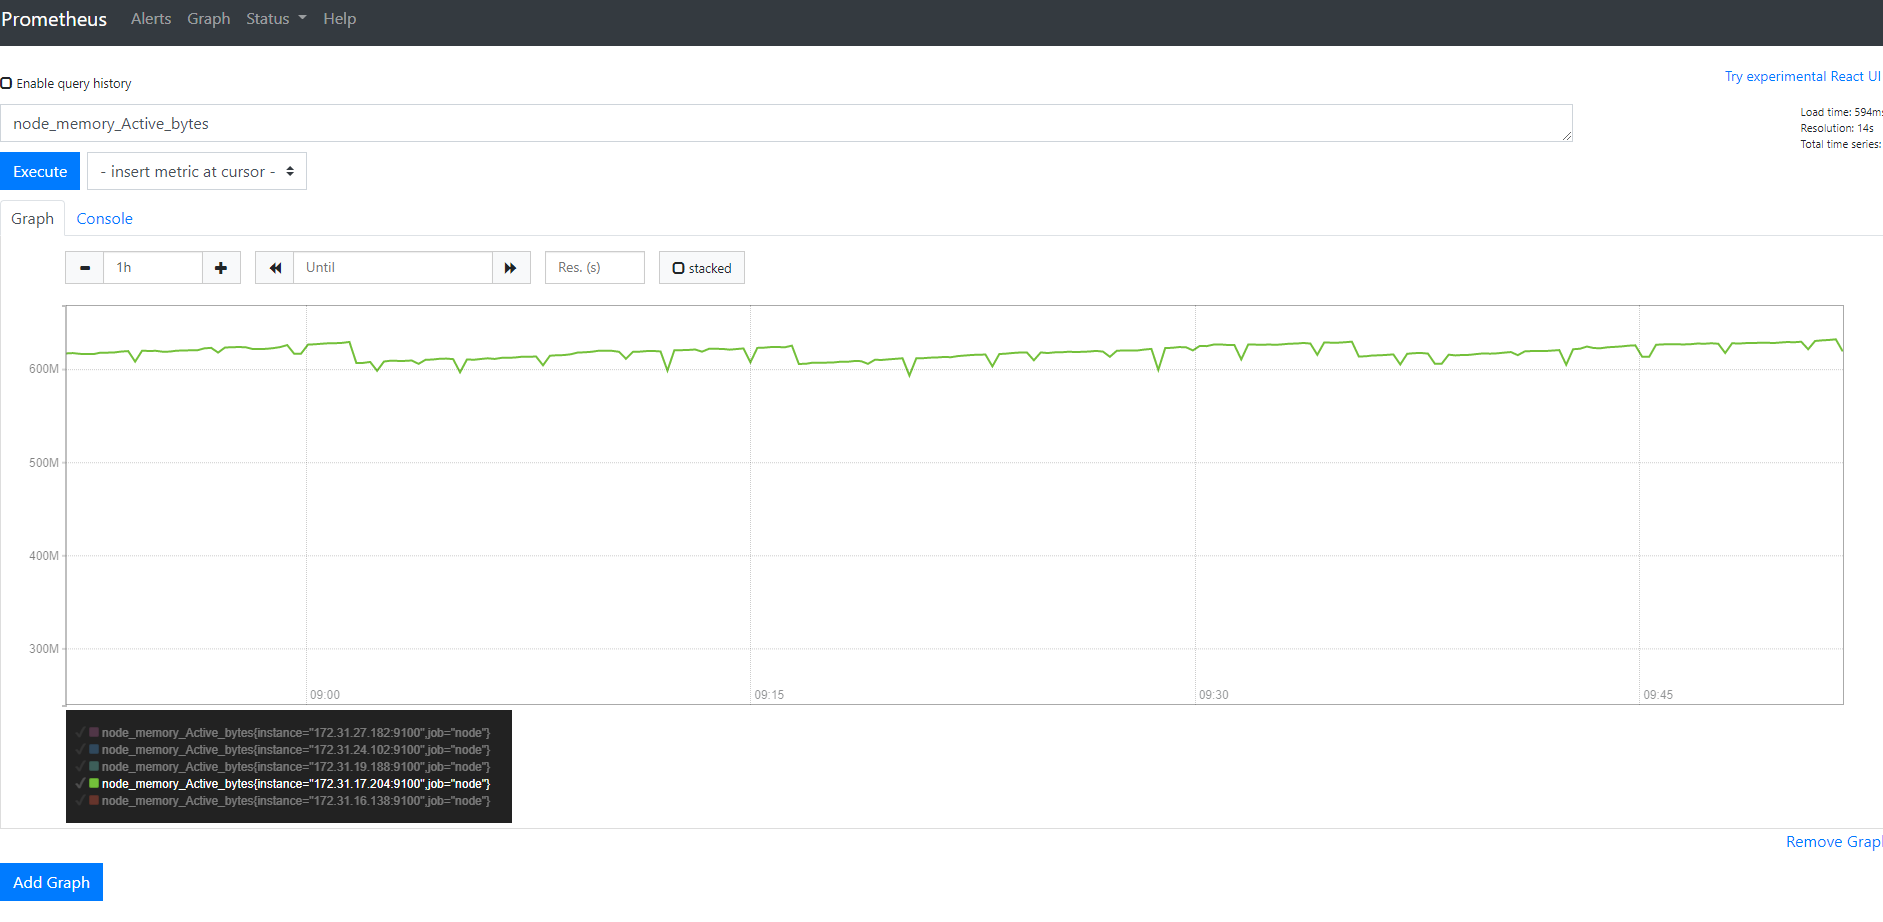 Prometheus Alerts Graph Status Help
Enable query history
Try experimental React UI
node_memory_Active_bytes
Load time: 594ms
Resolution: 14s
Total time series:
Execute
- insert metric at cursor -
Graph Console
1h Until Res. (s) stacked
600M
500M
400M
300M
09:00 09:15 09:30 09:45
node_memory_Active_bytes{instance="172.31.27.182:9100",job="node"}
node_memory_Active_bytes{instance="172.31.24.102:9100",job="node"}
node_memory_Active_bytes{instance="172.31.19.188:9100",job="node"}
node_memory_Active_bytes{instance="172.31.17.204:9100",job="node"}
node_memory_Active_bytes{instance="172.31.16.138:9100",job="node"}
Remove Graph
Add Graph